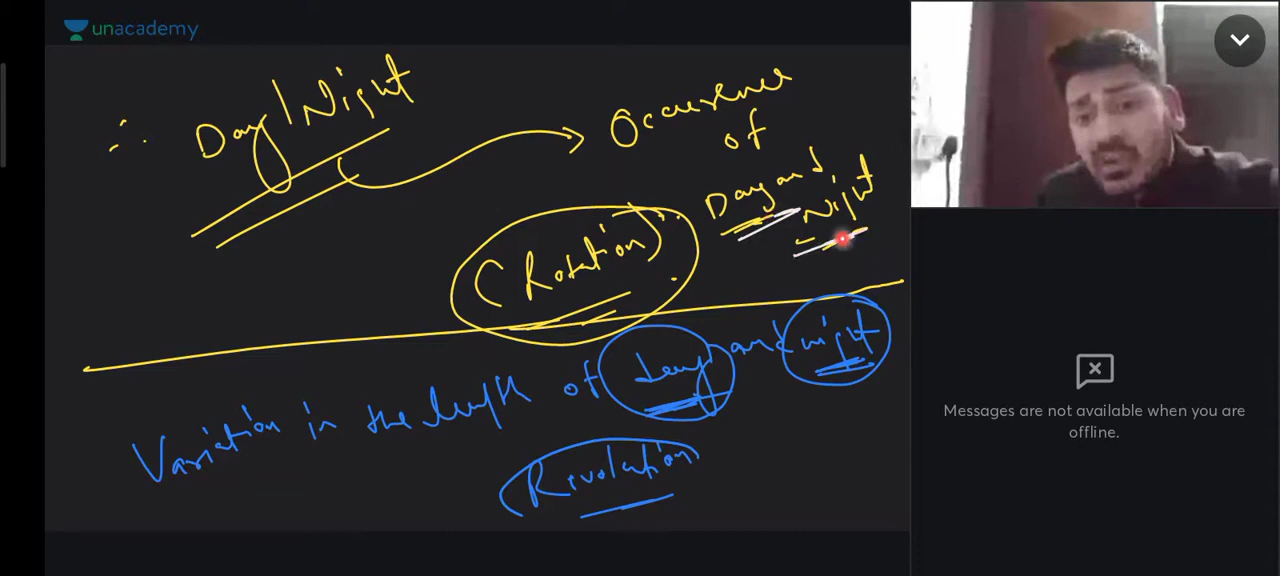 unacademy
∴ Day/Night
Occurrence
of
Day and
Night
(Rotation)
Variation in the length of day and night
Revolution
Messages are not available when you are
offline.